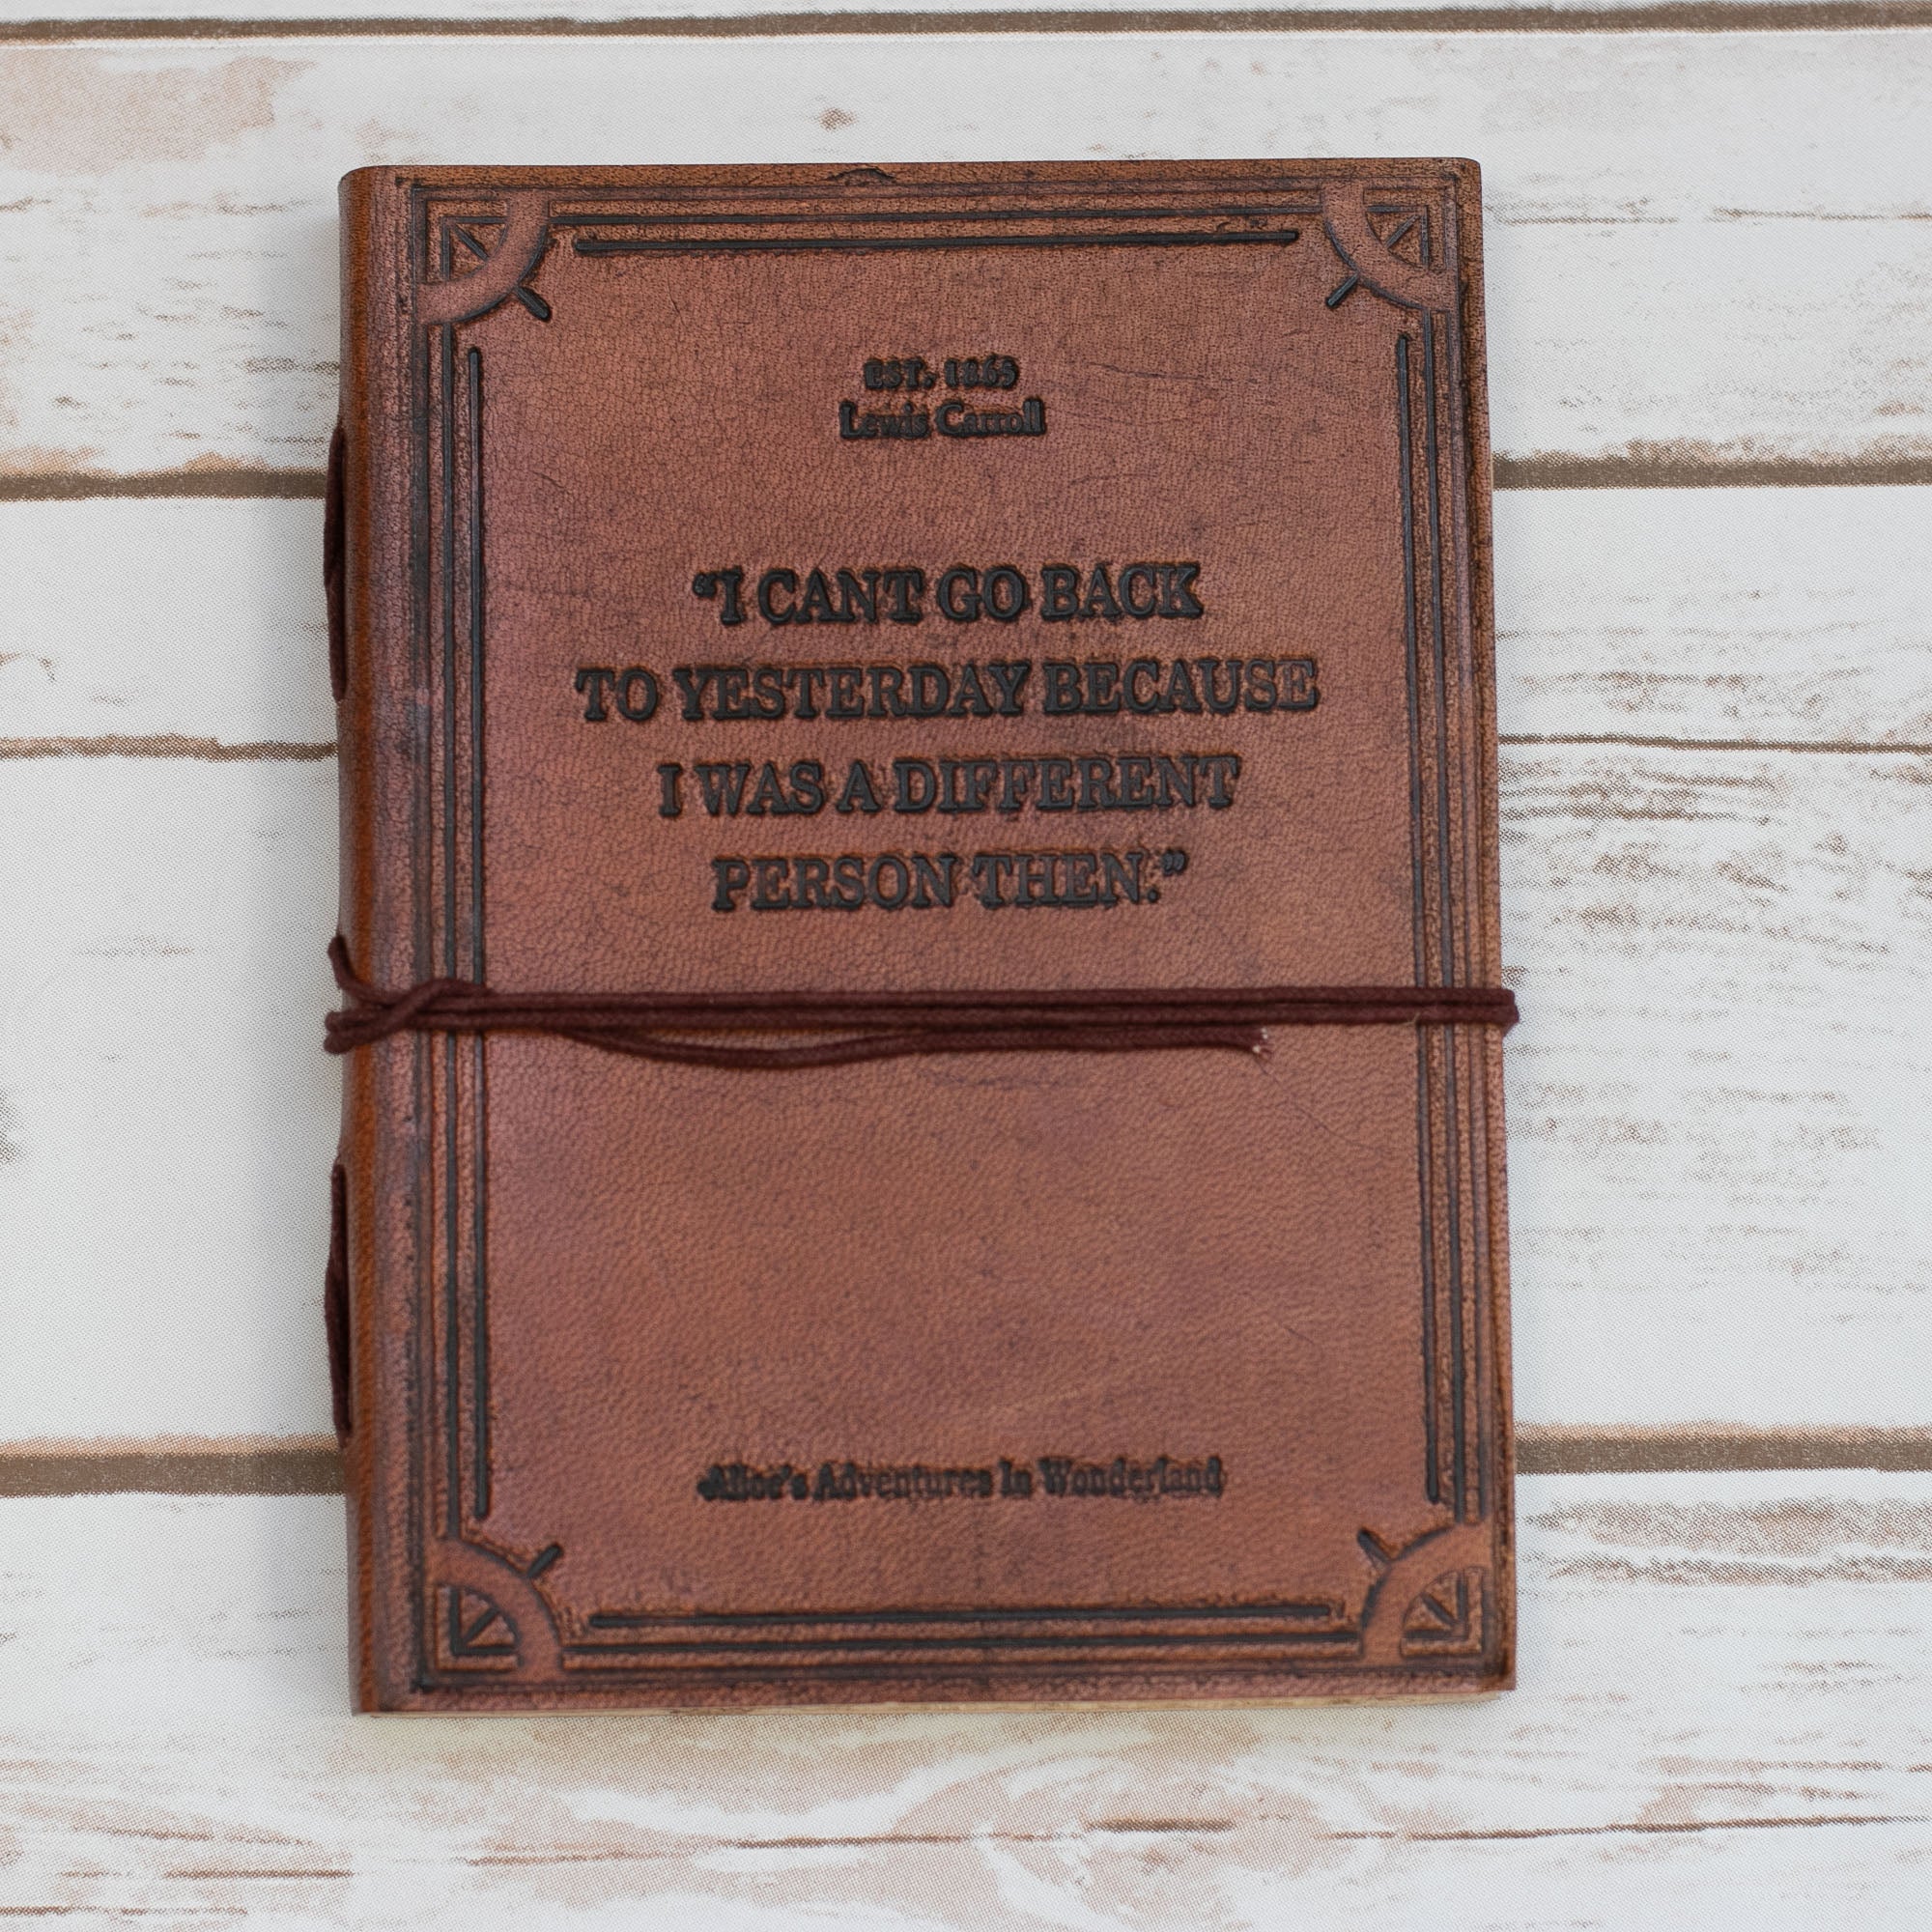 EST. 1865
Lewis Carroll
“I CANT GO BACK
TO YESTERDAY BECAUSE
I WAS A DIFFERENT
PERSON THEN.”
Alice's Adventures In Wonderland